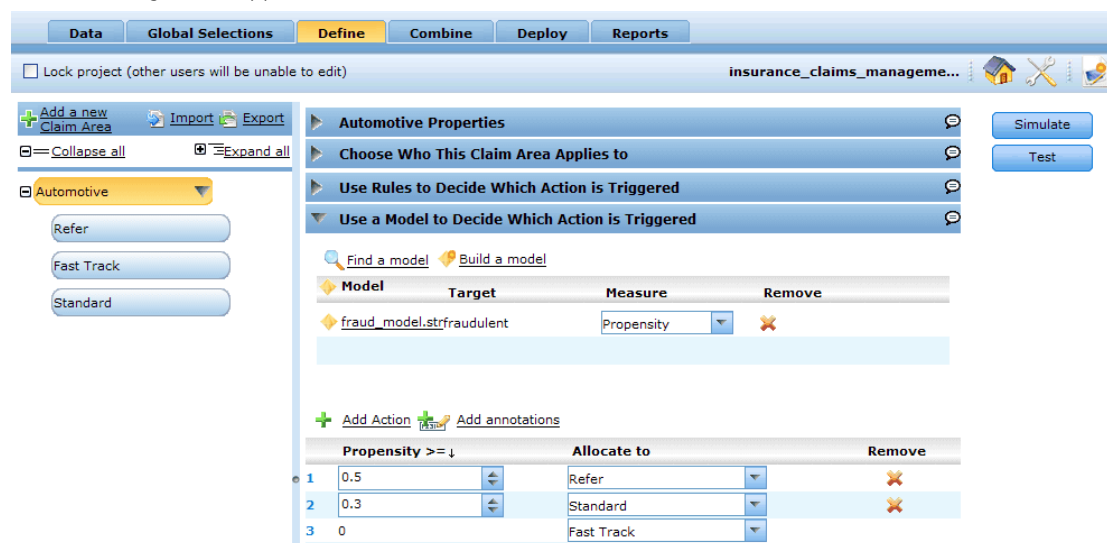 Data Global Selections Define Combine Deploy Reports
Lock project (other users will be unable to edit) insurance_claims_manageme...
Add a new Claim Area Import Export
Collapse all Expand all
Automotive
Refer
Fast Track
Standard
Automotive Properties
Choose Who This Claim Area Applies to
Use Rules to Decide Which Action is Triggered
Use a Model to Decide Which Action is Triggered
Find a model Build a model
Model Target Measure Remove
fraud_model.str fraudulent Propensity
Add Action Add annotations
Propensity >=↓ Allocate to Remove
1 0.5 Refer
2 0.3 Standard
3 0 Fast Track
Simulate
Test